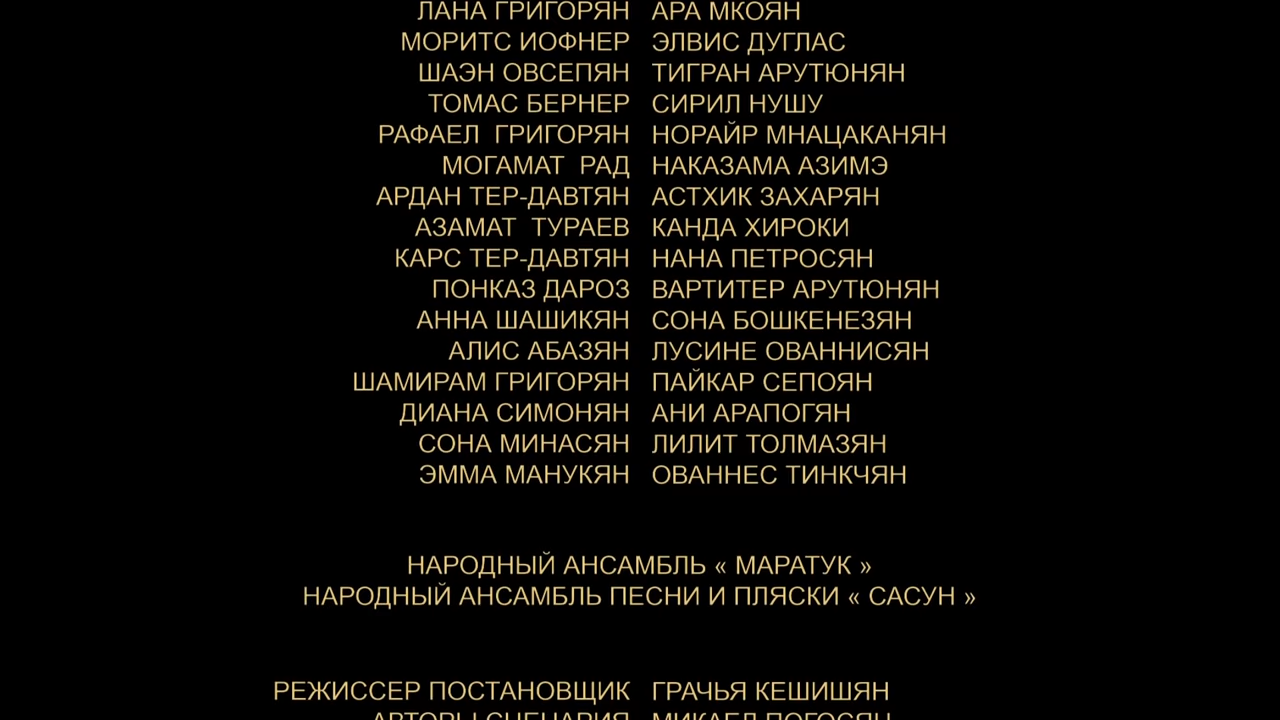 ЛАНА ГРИГОРЯН АРА МКОЯН
МОРИТС ИОФНЕР ЭЛВИС ДУГЛАС
ШАЭН ОВСЕПЯН ТИГРАН АРУТЮНЯН
ТОМАС БЕРНЕР СИРИЛ НУШУ
РАФАЕЛ ГРИГОРЯН НОРАЙР МНАЦАКАНЯН
МОГАМАТ РАД НАКАЗАМА АЗИМЭ
АРДАН ТЕР-ДАВТЯН АСТХИК ЗАХАРЯН
АЗАМАТ ТУРАЕВ КАНДА ХИРОКИ
КАРС ТЕР-ДАВТЯН НАНА ПЕТРОСЯН
ПОНКАЗ ДАРОЗ ВАРТИТЕР АРУТЮНЯН
АННА ШАШИКЯН СОНА БОШКЕНЕЗЯН
АЛИС АБАЗЯН ЛУСИНЕ ОВАННИСЯН
ШАМИРАМ ГРИГОРЯН ПАЙКАР СЕПОЯН
ДИАНА СИМОНЯН АНИ АРАПОГЯН
СОНА МИНАСЯН ЛИЛИТ ТОЛМАЗЯН
ЭММА МАНУКЯН ОВАННЕС ТИНКЧЯН
НАРОДНЫЙ АНСАМБЛЬ « МАРАТУК »
НАРОДНЫЙ АНСАМБЛЬ ПЕСНИ И ПЛЯСКИ « САСУН »
РЕЖИССЕР ПОСТАНОВЩИК ГРАЧЬЯ КЕШИШЯН
АВТОРЫ СЦЕНАРИЯ МИКАЕЛ ПОГОСЯН